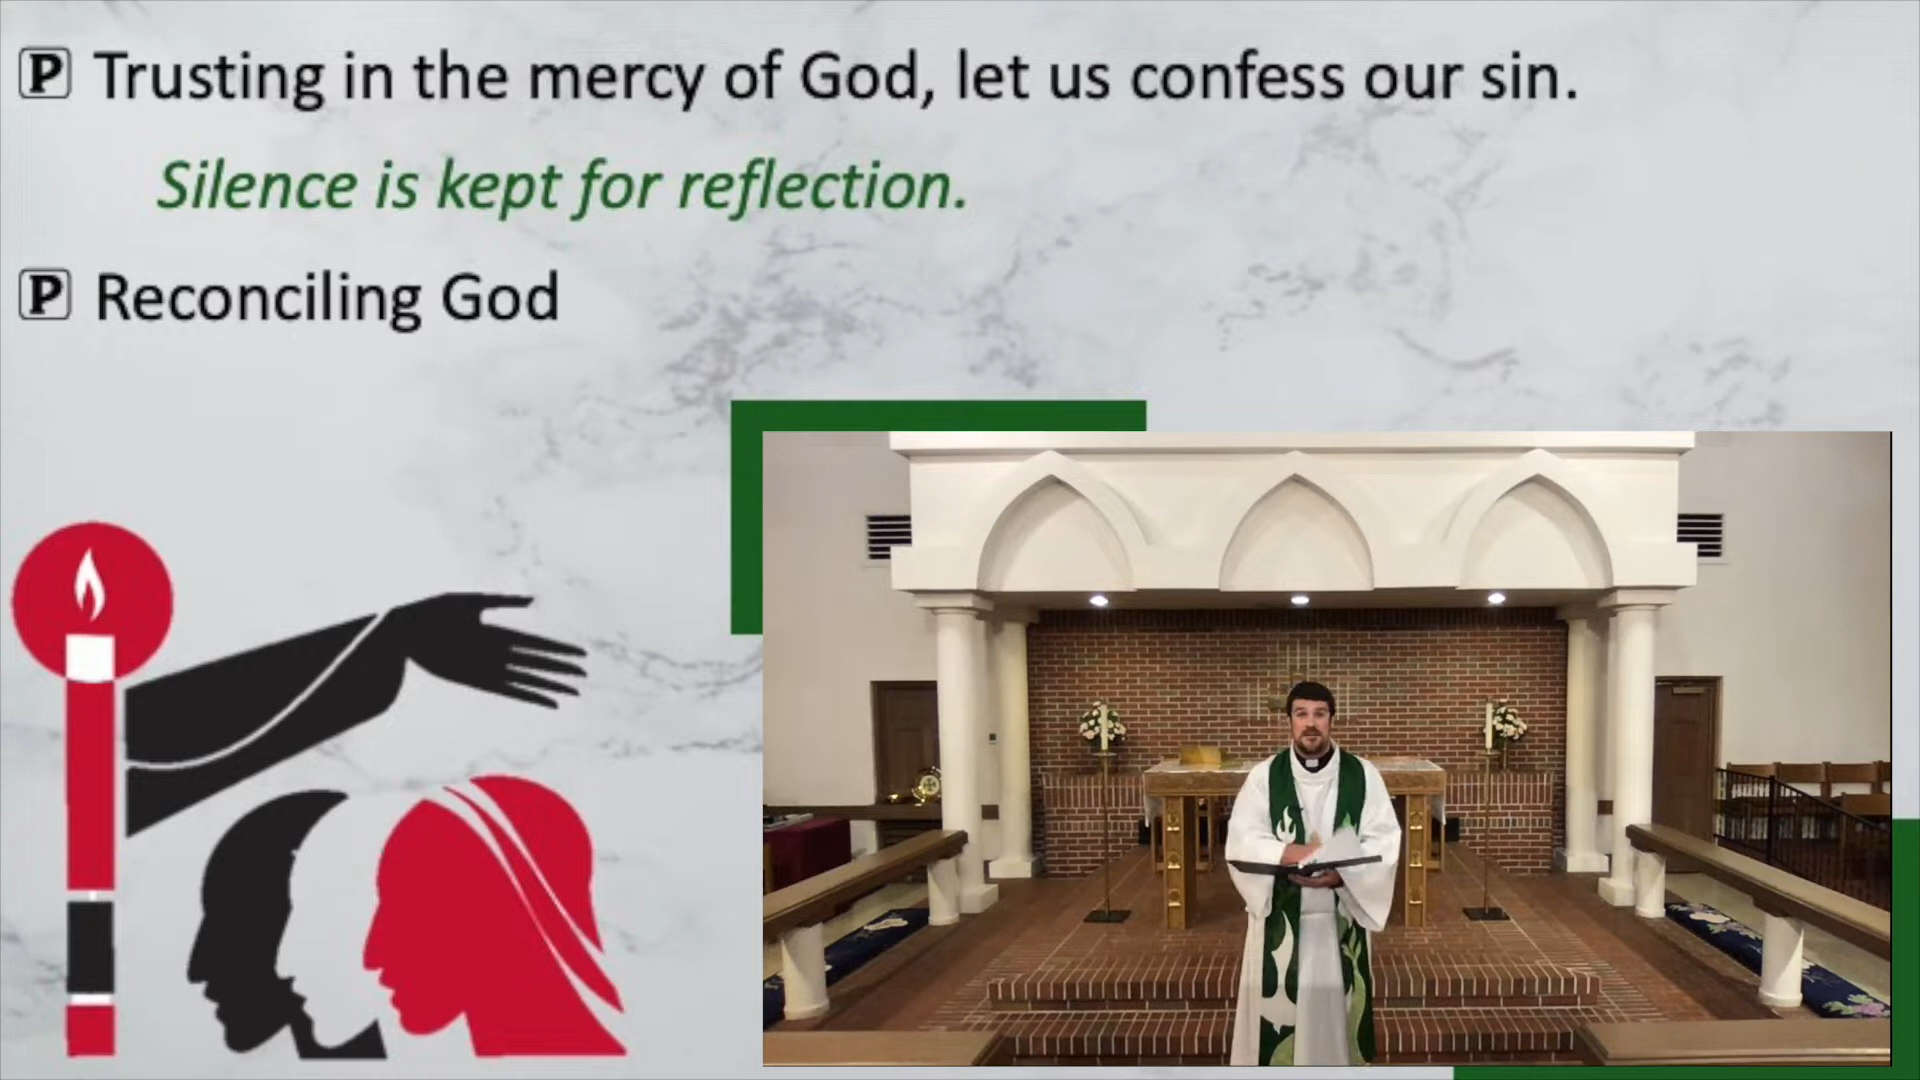 P Trusting in the mercy of God, let us confess our sin.
Silence is kept for reflection.
P Reconciling God